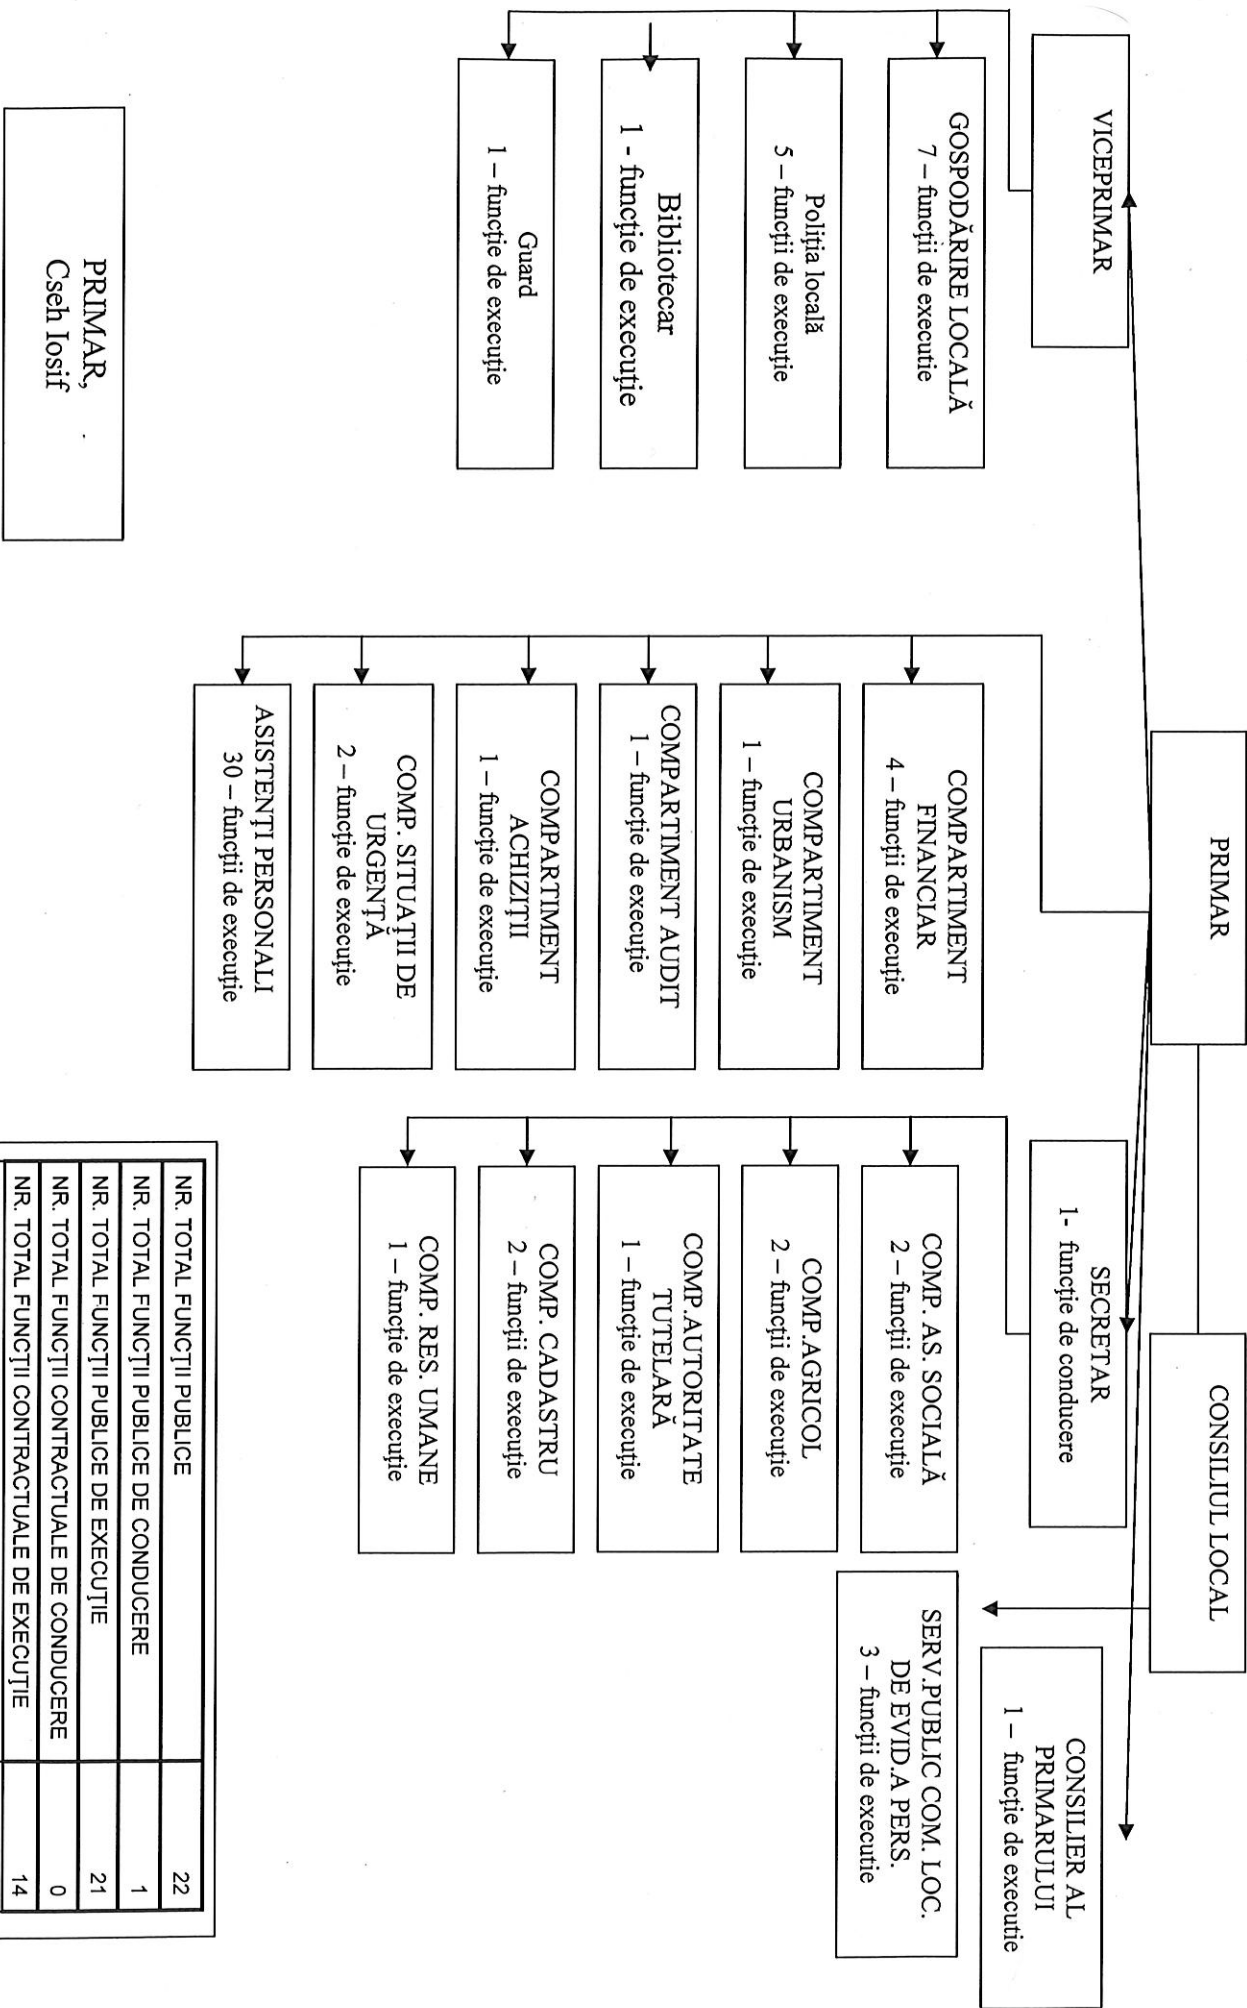 PRIMAR
CONSILIUL LOCAL
VICEPRIMAR
SECRETAR
1- funcţie de conducere
CONSILIER AL
PRIMARULUI
1 – funcţie de executie
GOSPODĂRIRE LOCALĂ
7 – funcţii de executie
Poliţia locală
5 – funcţii de execuţie
Bibliotecar
1 - funcţie de execuţie
Guard
1 – funcţie de execuţie
COMPARTIMENT
FINANCIAR
4 – funcţii de execuţie
COMPARTIMENT
URBANISM
1 – funcţie de execuţie
COMPARTIMENT AUDIT
1 – funcţie de execuţie
COMPARTIMENT
ACHIZIŢII
1 – funcţie de execuţie
COMP. SITUAŢII DE
URGENŢĂ
2 – funcţie de execuţie
ASISTENŢI PERSONALI
30 – funcţii de execuţie
COMP. AS. SOCIALĂ
2 – funcţii de execuţie
COMP.AGRICOL
2 – funcţii de execuţie
COMP.AUTORITATE
TUTELARĂ
1 – funcţie de execuţie
COMP. CADASTRU
2 – funcţii de execuţie
COMP. RES. UMANE
1 – funcţie de execuţie
SERV.PUBLIC COM. LOC.
DE EVID.A PERS.
3 – funcţii de executie
PRIMAR,
Cseh Iosif
NR. TOTAL FUNCŢII PUBLICE 22
NR. TOTAL FUNCŢII PUBLICE DE CONDUCERE 1
NR. TOTAL FUNCŢII PUBLICE DE EXECUŢIE 21
NR. TOTAL FUNCŢII CONTRACTUALE DE CONDUCERE 0
NR. TOTAL FUNCŢII CONTRACTUALE DE EXECUŢIE 14